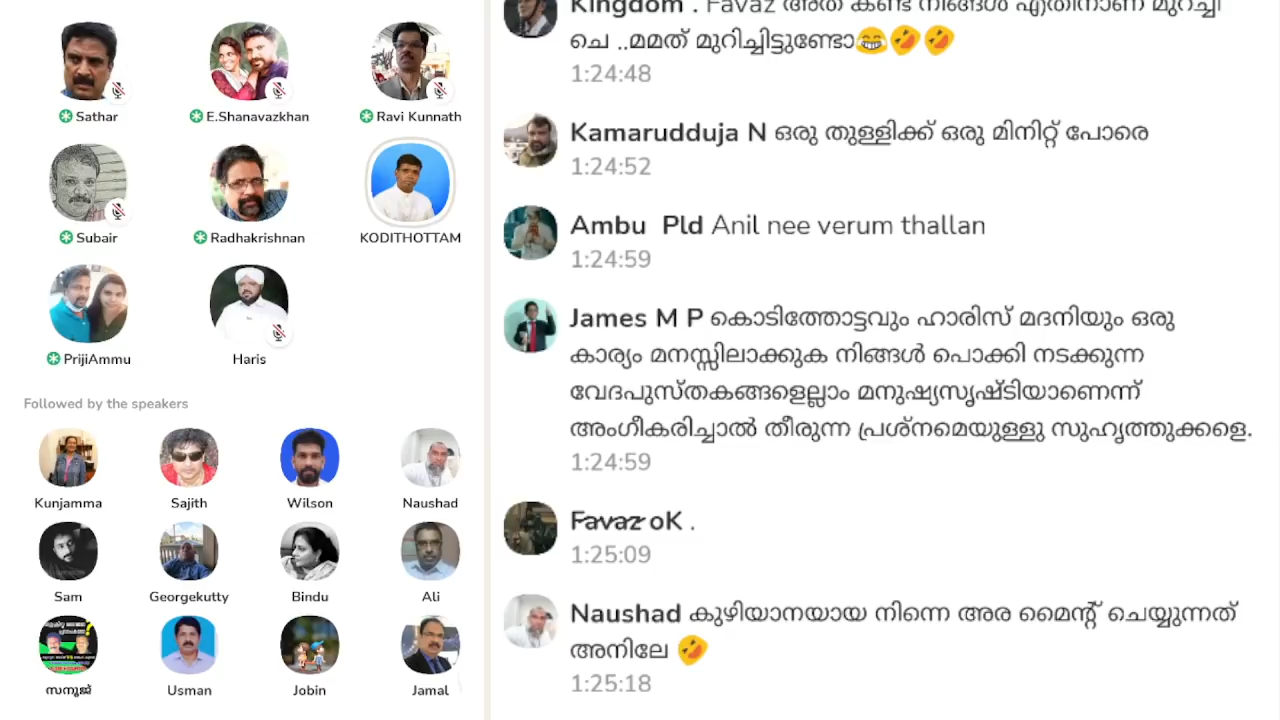 Sathar
E.Shanavazkhan
Ravi Kunnath
Subair
Radhakrishnan
KODITHOTTAM
PrijiAmmu
Haris
Followed by the speakers
Kunjamma
Sajith
Wilson
Naushad
Sam
Georgekutty
Bindu
Ali
സനൂജ്
Usman
Jobin
Jamal
Kingdom . Favaz അത് കണ്ട് നിങ്ങൾ എതിനാണ് മുറിച്ചി
ചെ ..മമത് മുറിച്ചിട്ടുണ്ടോ😂🤣🤣
1:24:48
Kamarudduja N ഒരു തുള്ളിക്ക് ഒരു മിനിറ്റ് പോരെ
1:24:52
Ambu Pld Anil nee verum thallan
1:24:59
James M P കൊടിത്തോട്ടവും ഹാരിസ് മദനിയും ഒരു
കാര്യം മനസ്സിലാക്കുക നിങ്ങൾ പൊക്കി നടക്കുന്ന
വേദപുസ്തകങ്ങളെല്ലാം മനുഷ്യസൃഷ്ടിയാണെന്ന്
അംഗീകരിച്ചാൽ തീരുന്ന പ്രശ്നമെയുള്ളു സുഹൃത്തുക്കളെ.
1:24:59
F̶a̶v̶a̶z̶ oK .
1:25:09
Naushad കുഴിയാനയായ നിന്നെ അര മൈന്റ് ചെയ്യുന്നത്
അനിലേ 🤣
1:25:18